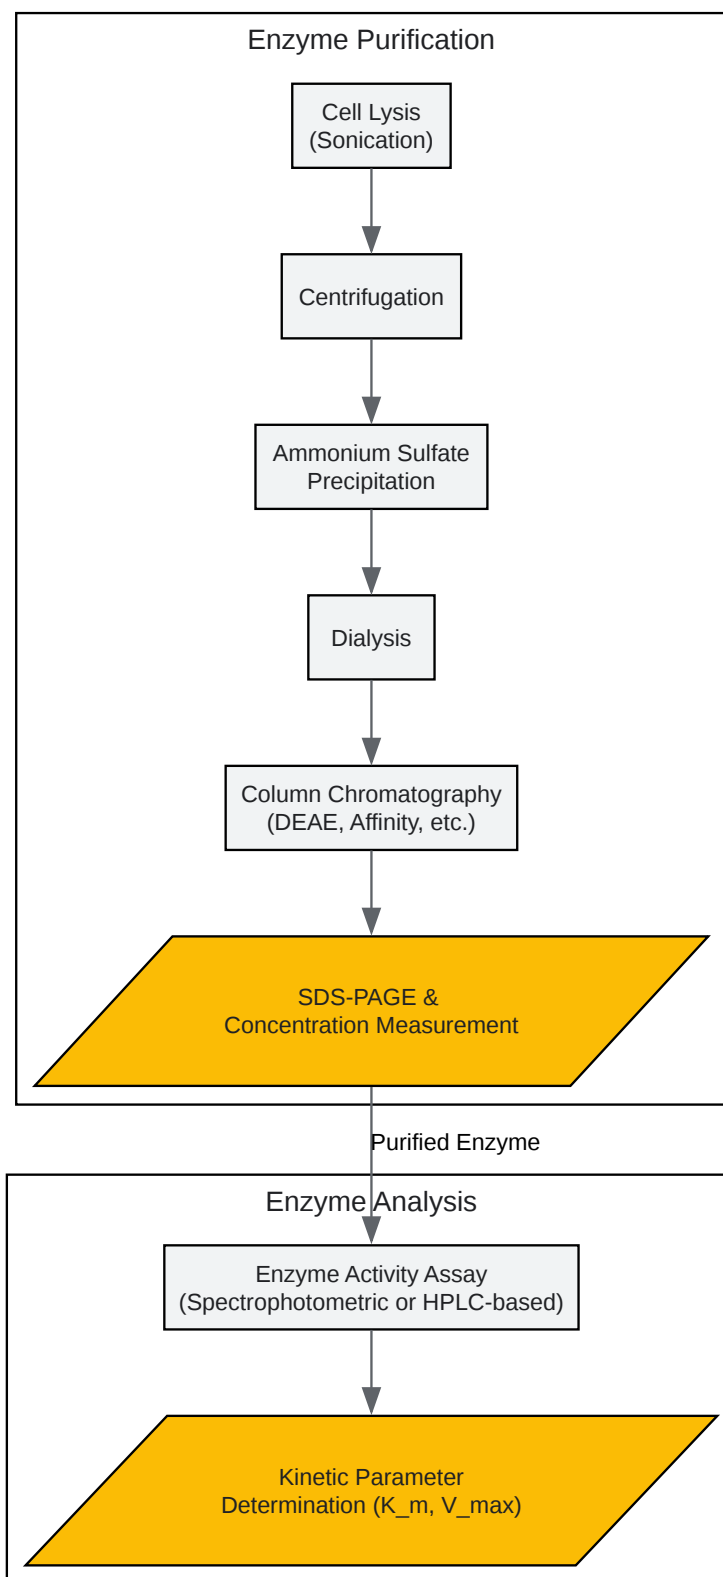 Enzyme Purification
Cell Lysis
(Sonication)
Centrifugation
Ammonium Sulfate
Precipitation
Dialysis
Column Chromatography
(DEAE, Affinity, etc.)
SDS-PAGE &
Concentration Measurement
Purified Enzyme
Enzyme Analysis
Enzyme Activity Assay
(Spectrophotometric or HPLC-based)
Kinetic Parameter
Determination (K_m, V_max)